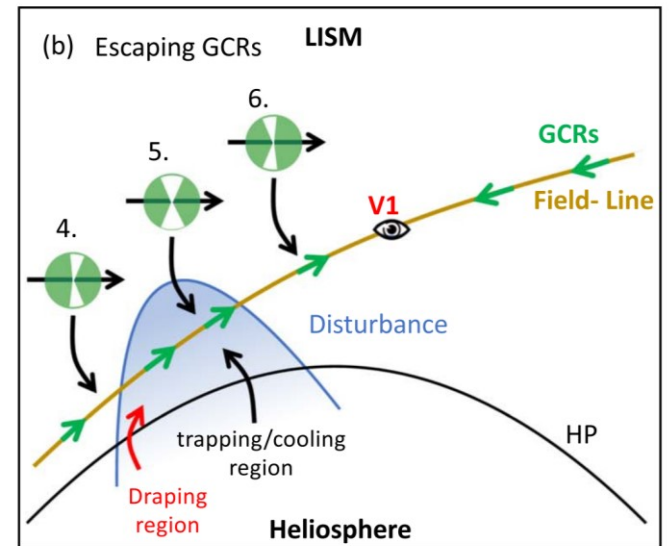 (b) Escaping GCRs
LISM
6.
5.
4.
GCRs
Field- Line
V1
Disturbance
trapping/cooling
region
HP
Draping
region
Heliosphere